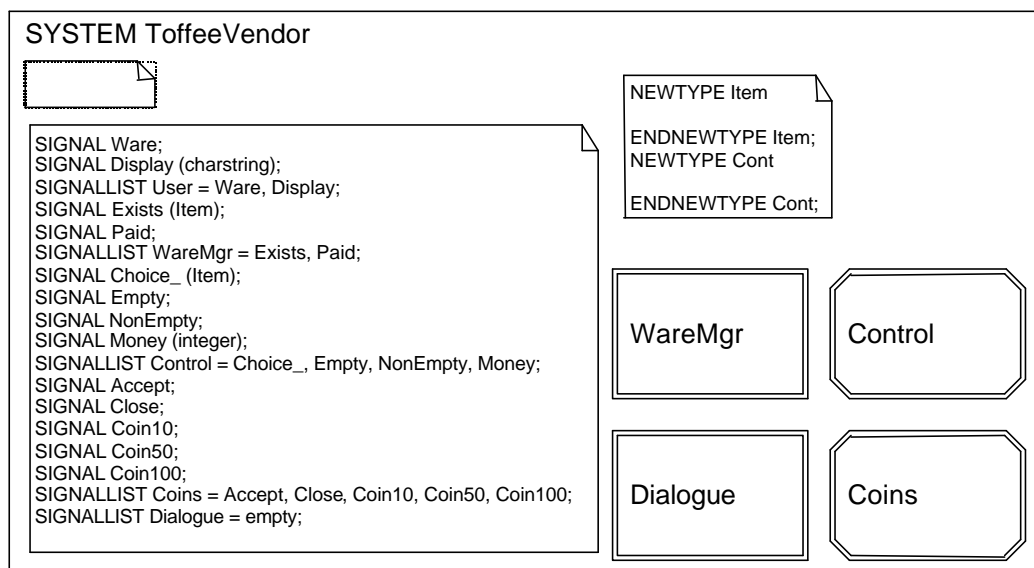 SYSTEM ToffeeVendor
SIGNAL Ware;
SIGNAL Display (charstring);
SIGNALLIST User = Ware, Display;
SIGNAL Exists (Item);
SIGNAL Paid;
SIGNALLIST WareMgr = Exists, Paid;
SIGNAL Choice_ (Item);
SIGNAL Empty;
SIGNAL NonEmpty;
SIGNAL Money (integer);
SIGNALLIST Control = Choice_, Empty, NonEmpty, Money;
SIGNAL Accept;
SIGNAL Close;
SIGNAL Coin10;
SIGNAL Coin50;
SIGNAL Coin100;
SIGNALLIST Coins = Accept, Close, Coin10, Coin50, Coin100;
SIGNALLIST Dialogue = empty;
NEWTYPE Item
ENDNEWTYPE Item;
NEWTYPE Cont
ENDNEWTYPE Cont;
WareMgr
Control
Dialogue
Coins